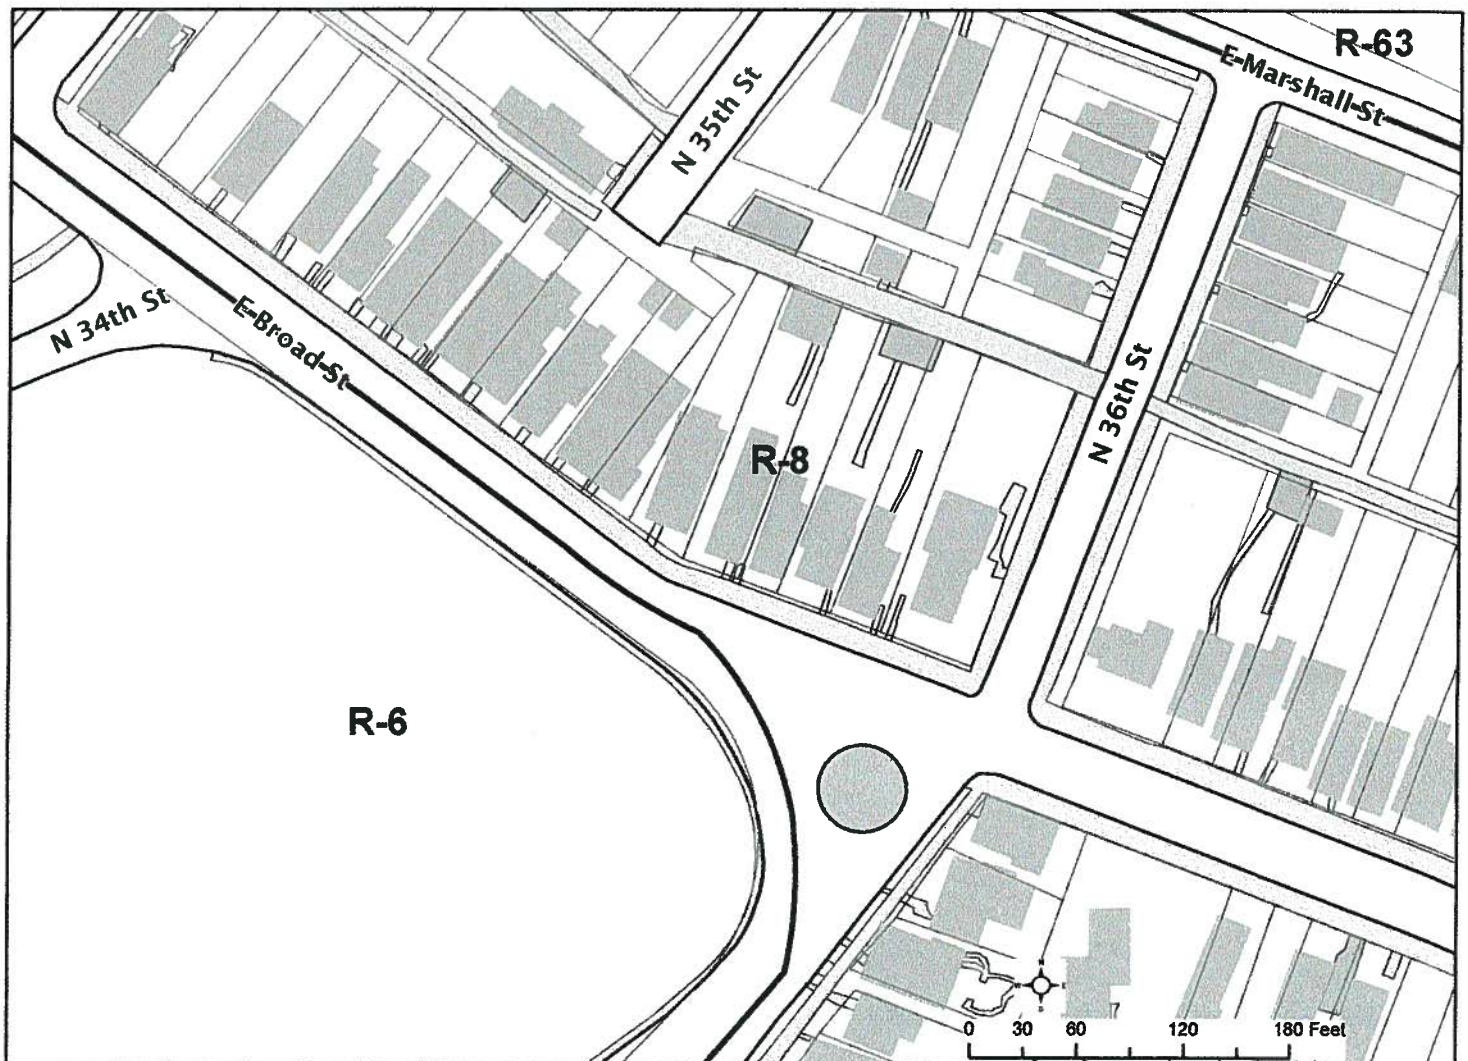 R-63
E-Marshall-St
N 35th St
N 34th St
E-Broad-St
N 36th St
R-8
R-6
N
W
E
S
0 30 60 120 180 Feet